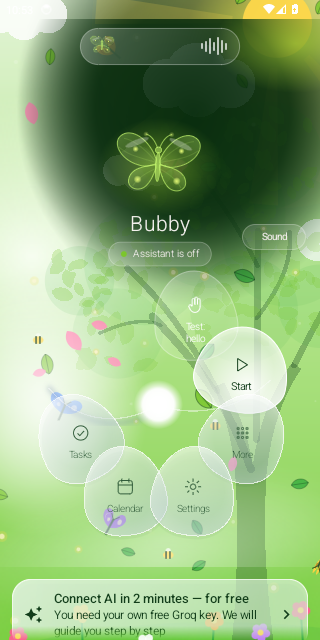 Bubby
Sound
Assistant is off
Test:
hello
Start
Tasks
More
Calendar
Settings
Connect AI in 2 minutes — for free
You need your own free Groq key. We will
guide you step by step